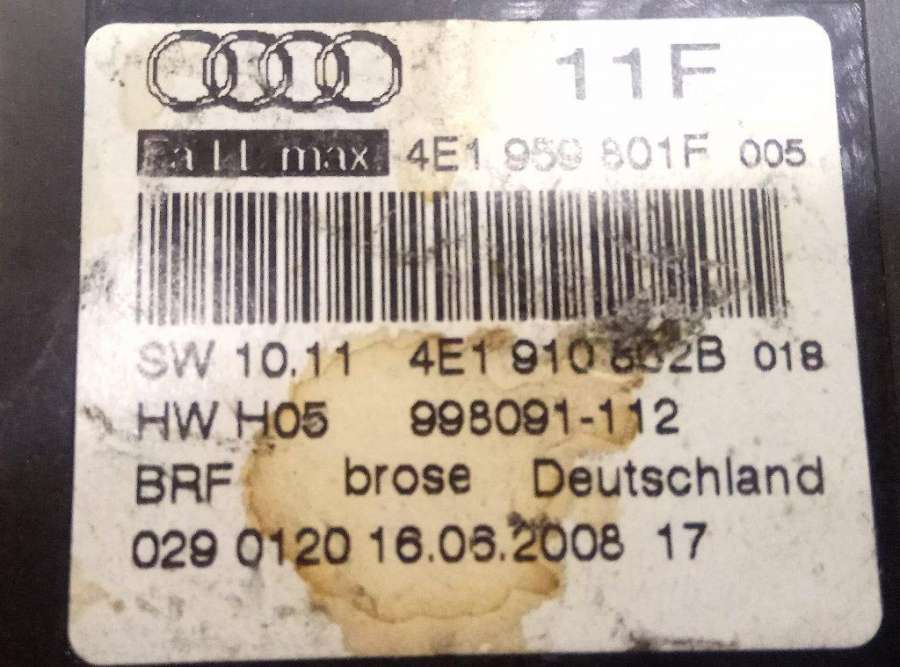 11F
max 4E1 959 801F 005
SW 10.11 4E1 910 802B 018
HW H05 998091-112
BRF brose Deutschland
029 0120 16.06.2008 17